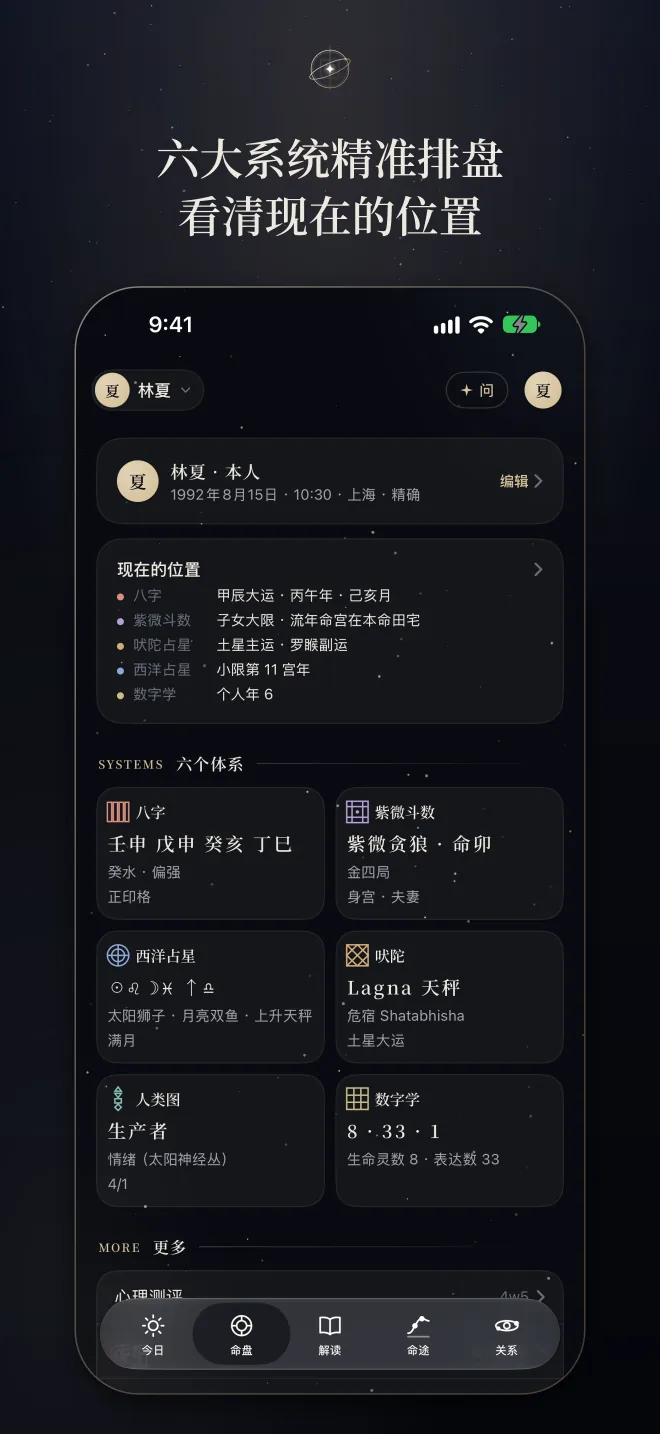 六大系统精准排盘
看清现在的位置
9:41
夏 林夏
问 夏
夏
林夏 · 本人
1992年8月15日 · 10:30 · 上海 · 精确
编辑
现在的位置
八字 甲辰大运 · 丙午年 · 己亥月
紫微斗数 子女大限 · 流年命宫在本命田宅
吠陀占星 土星主运 · 罗睺副运
西洋占星 小限第 11 宫年
数字学 个人年 6
SYSTEMS 六个体系
八字
壬申 戊申 癸亥 丁巳
癸水 · 偏强
正印格
紫微斗数
紫微贪狼 · 命卯
金四局
身宫 · 夫妻
西洋占星
☉♌︎ ☽♓︎ ↑♎︎
太阳狮子 · 月亮双鱼 · 上升天秤
满月
吠陀
Lagna 天秤
危宿 Shatabhisha
土星大运
人类图
生产者
情绪（太阳神经丛）
4/1
数字学
8 · 33 · 1
生命灵数 8 · 表达数 33
MORE 更多
心理测评 4w5
今日 命盘 解读 命途 关系